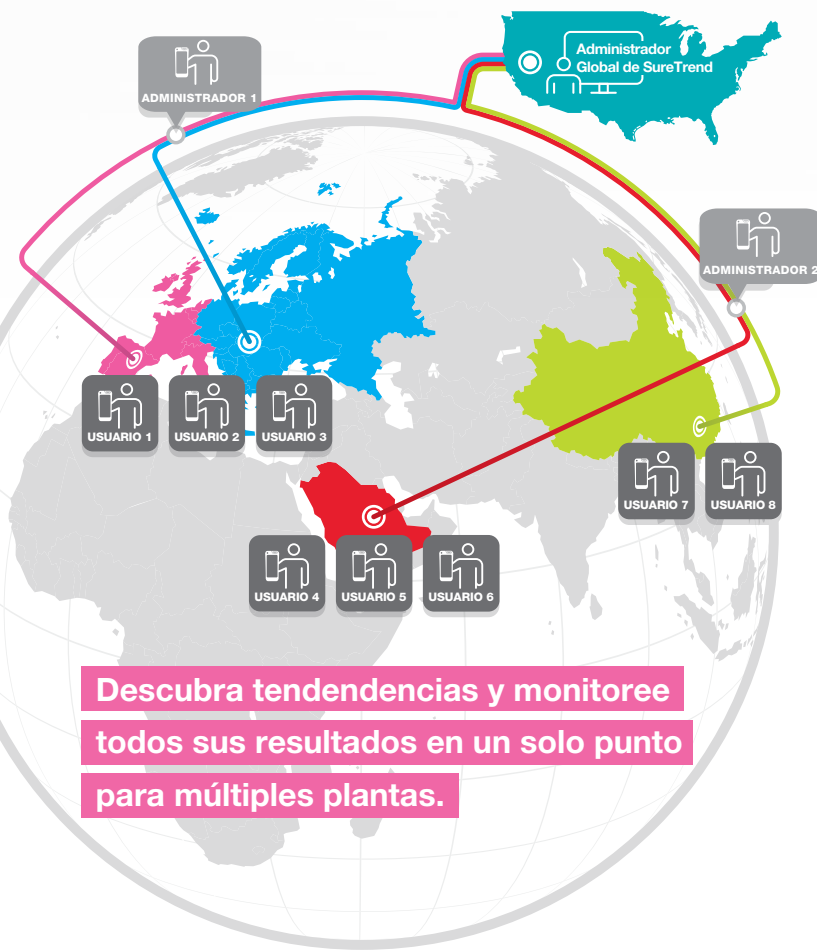 Administrador
Global de SureTrend
ADMINISTRADOR 1
ADMINISTRADOR 2
USUARIO 1
USUARIO 2
USUARIO 3
USUARIO 7
USUARIO 8
USUARIO 4
USUARIO 5
USUARIO 6
Descubra tendendencias y monitoree
todos sus resultados en un solo punto
para múltiples plantas.